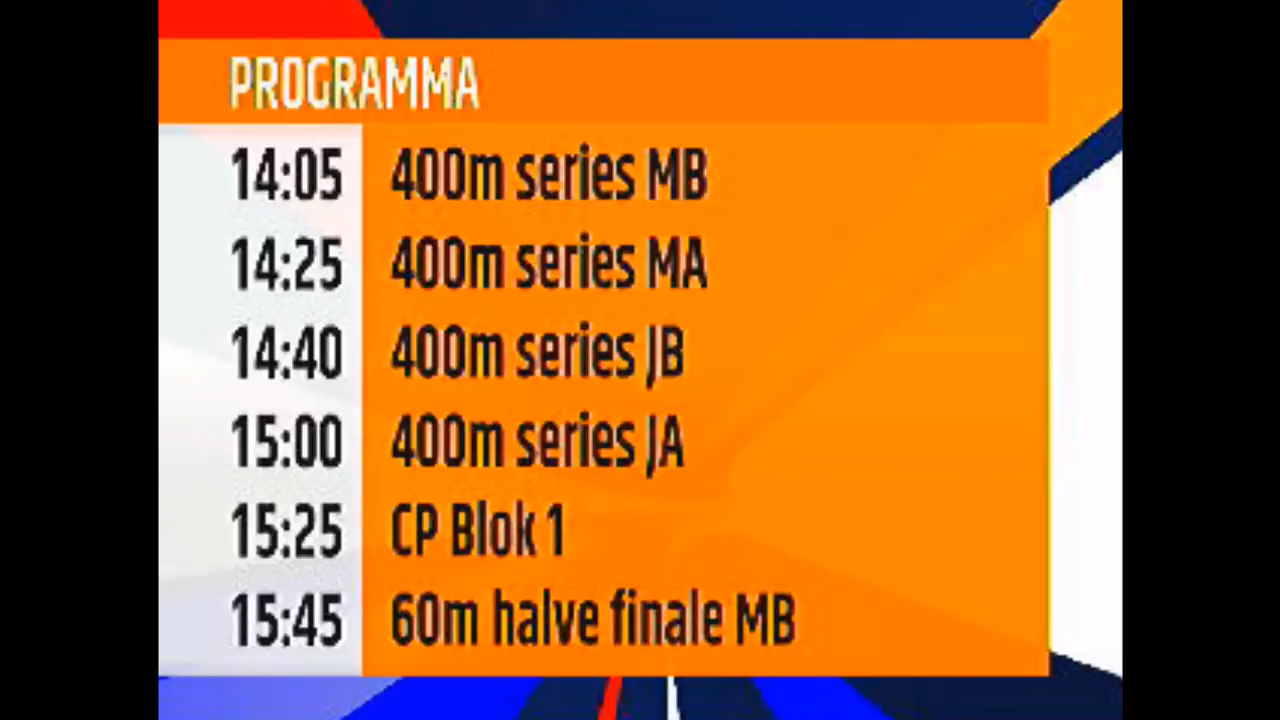 PROGRAMMA
14:05 400m series MB
14:25 400m series MA
14:40 400m series JB
15:00 400m series JA
15:25 CP Blok 1
15:45 60m halve finale MB